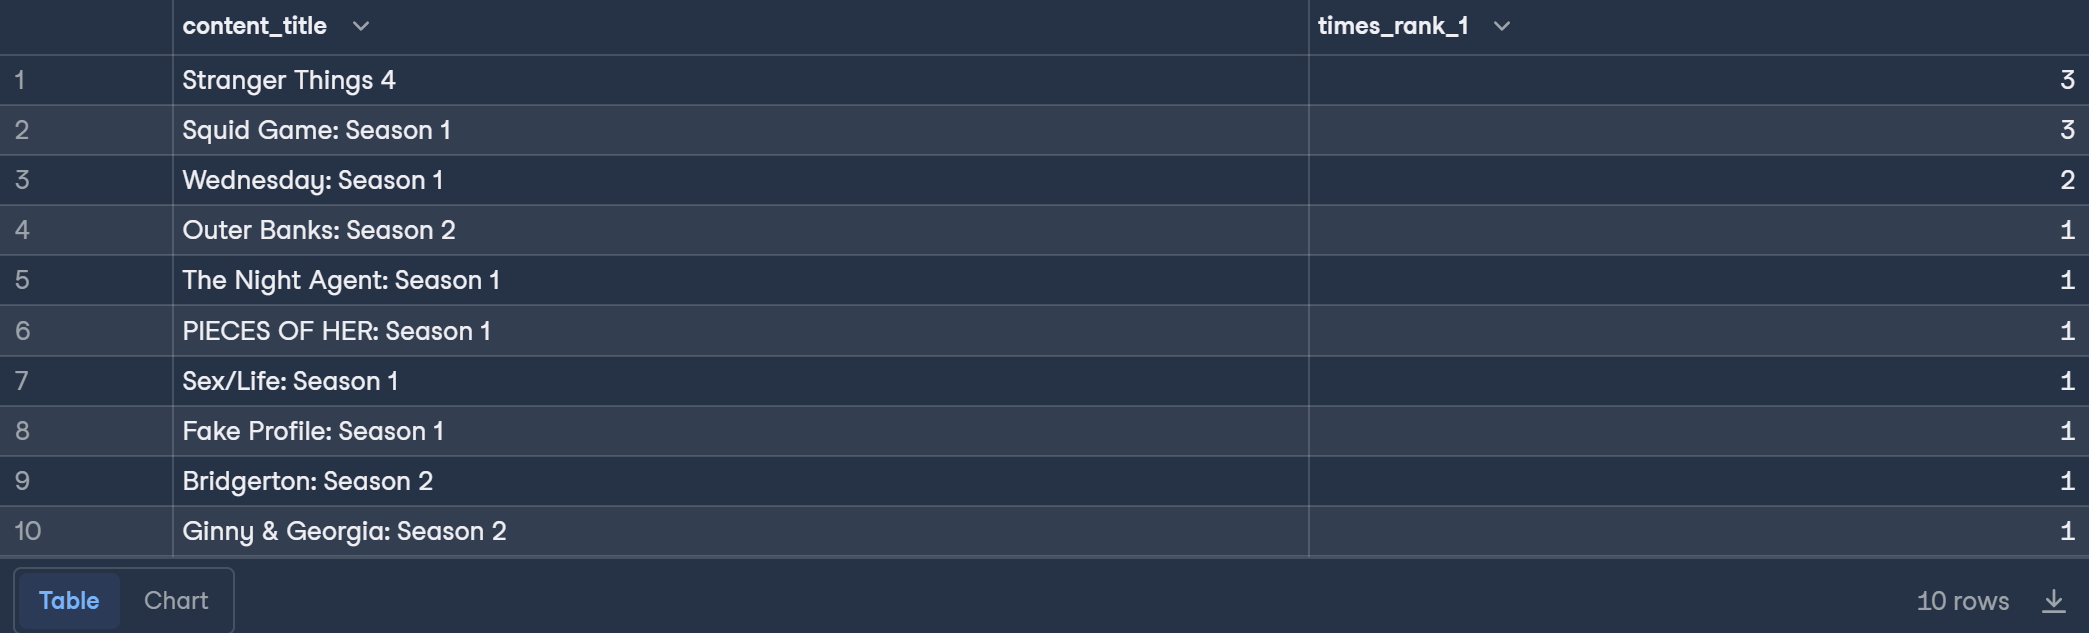 content_title times_rank_1
1 Stranger Things 4 3
2 Squid Game: Season 1 3
3 Wednesday: Season 1 2
4 Outer Banks: Season 2 1
5 The Night Agent: Season 1 1
6 PIECES OF HER: Season 1 1
7 Sex/Life: Season 1 1
8 Fake Profile: Season 1 1
9 Bridgerton: Season 2 1
10 Ginny & Georgia: Season 2 1
Table Chart 10 rows